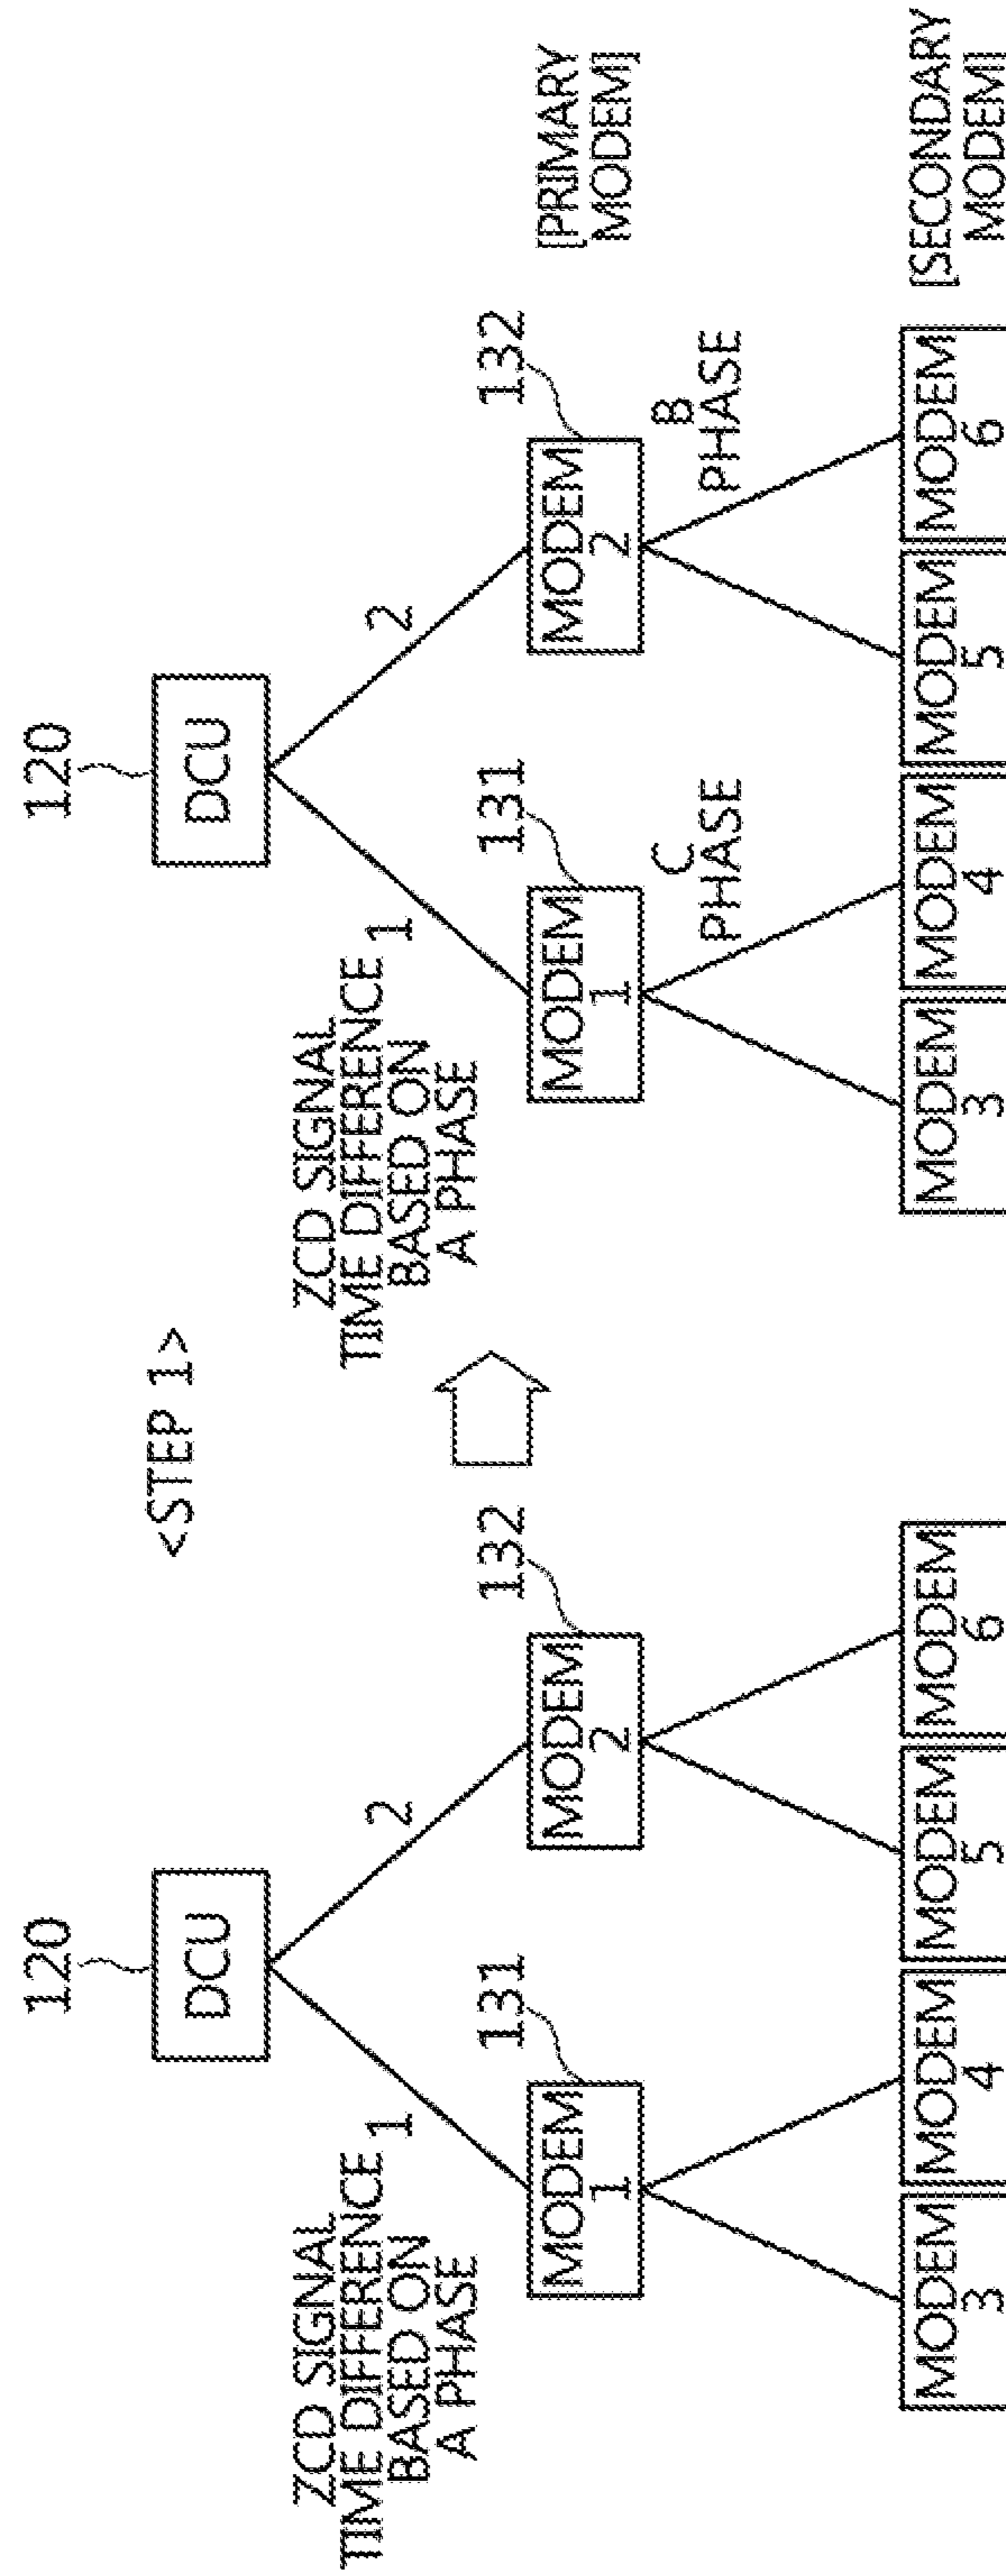 <STEP 1>
120
DCU
ZCD SIGNAL
TIME DIFFERENCE
BASED ON
A PHASE
1
2
131
132
MODEM
1
MODEM
2
MODEM
3
MODEM
4
MODEM
5
MODEM
6
120
DCU
ZCD SIGNAL
TIME DIFFERENCE
BASED ON
A PHASE
1
2
131
132
MODEM
1
MODEM
2
[PRIMARY
MODEM]
C
PHASE
B
PHASE
MODEM
3
MODEM
4
MODEM
5
MODEM
6
[SECONDARY
MODEM]